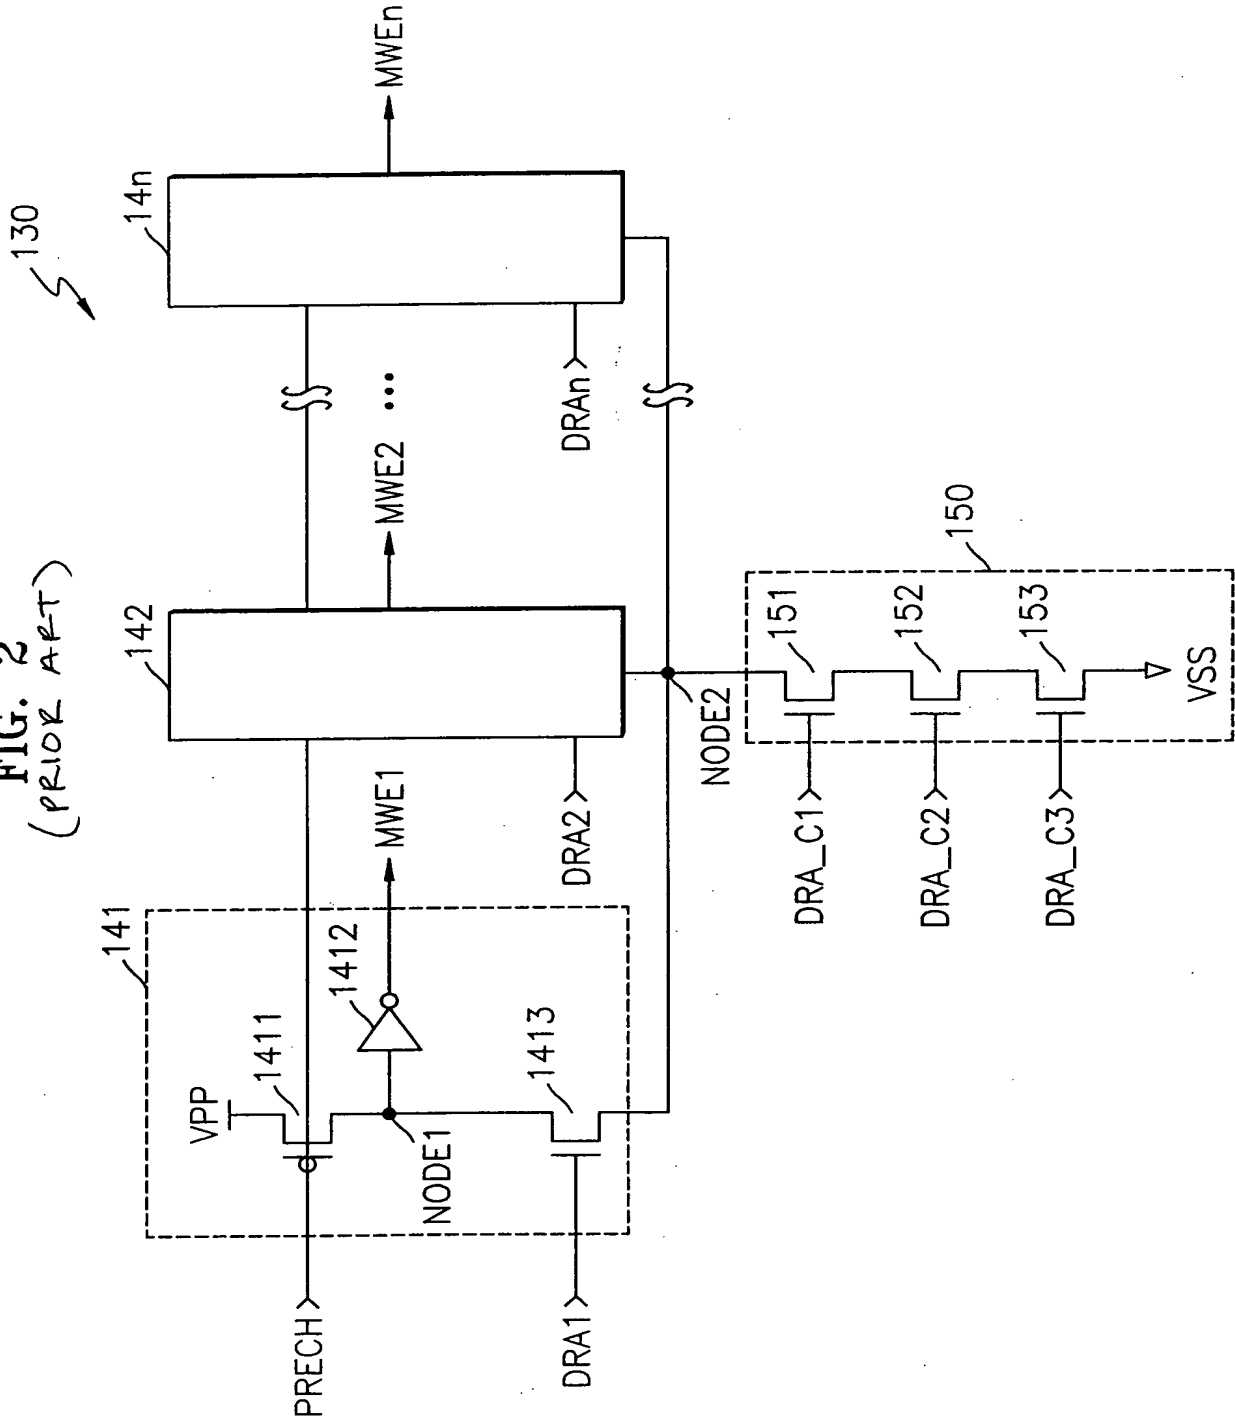 FIG. 2
(PRIOR ART)
130
141
142
14n
VPP
1411
1412
MWE1
MWE2
...
MWEn
PRECH
NODE1
1413
DRA1
DRA2
DRAn
NODE2
150
DRA_C1
151
DRA_C2
152
DRA_C3
153
VSS